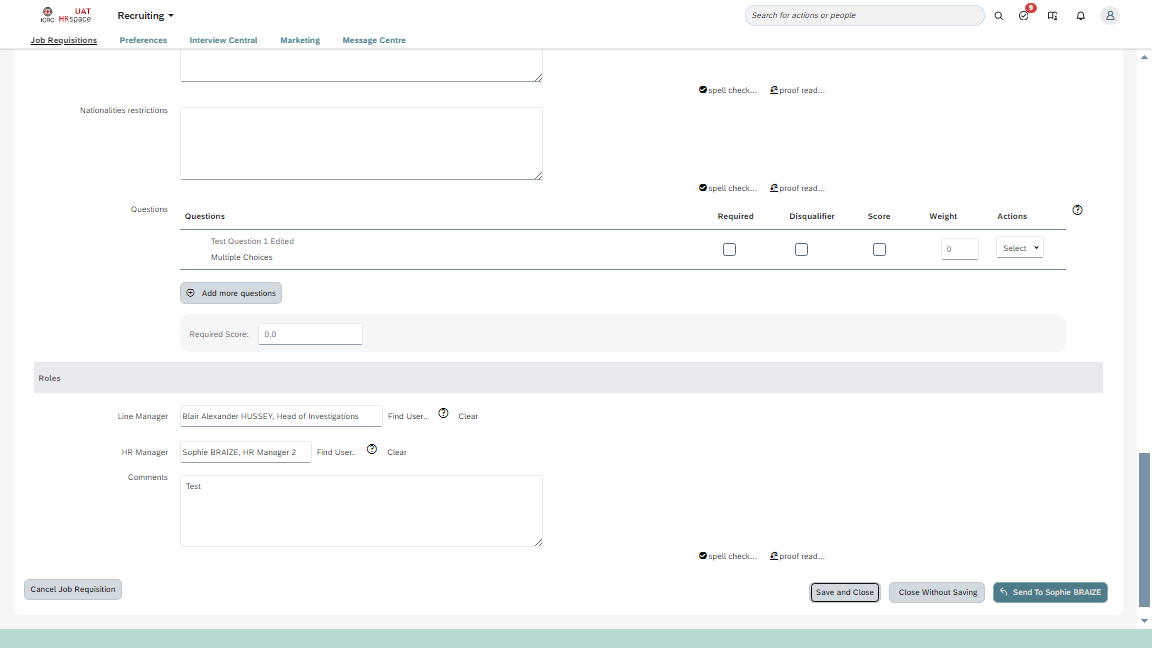 ICRC
UAT
HRspace
Recruiting
Search for actions or people
9
Job Requisitions
Preferences
Interview Central
Marketing
Message Centre
spell check...
proof read...
Nationalities restrictions
spell check...
proof read...
Questions
Questions
Required
Disqualifier
Score
Weight
Actions
Test Question 1 Edited
Multiple Choices
0
Select
Add more questions
Required Score:
0.0
Roles
Line Manager
Blair Alexander HUSSEY, Head of Investigations
Find User..
Clear
HR Manager
Sophie BRAIZE, HR Manager 2
Find User..
Clear
Comments
Test
spell check...
proof read...
Cancel Job Requisition
Save and Close
Close Without Saving
Send To Sophie BRAIZE